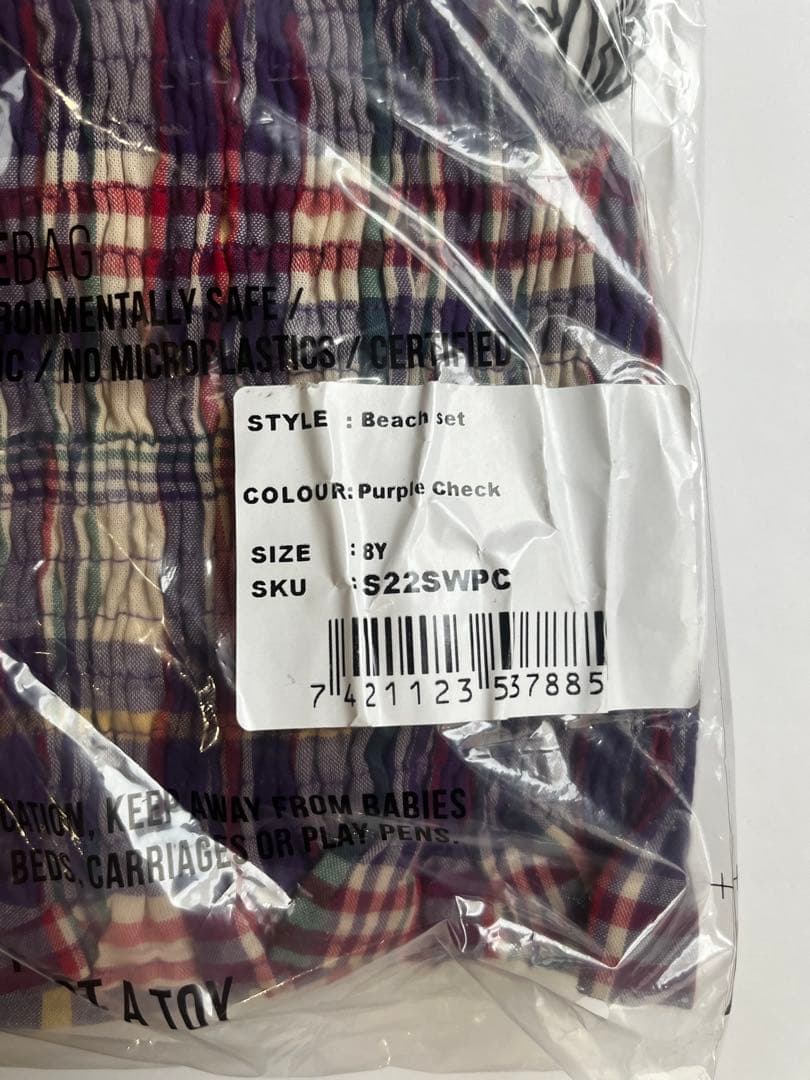 EBAG
RONMENTALLY SAFE /
IC / NO MICROPLASTICS / CERTIFIED
STYLE : Beach set
COLOUR: Purple Check
SIZE : 8Y
SKU : S22SWPC
7 421123 537885
CATION, KEEP AWAY FROM BABIES
BEDS, CARRIAGES OR PLAY PENS.
T A TOY